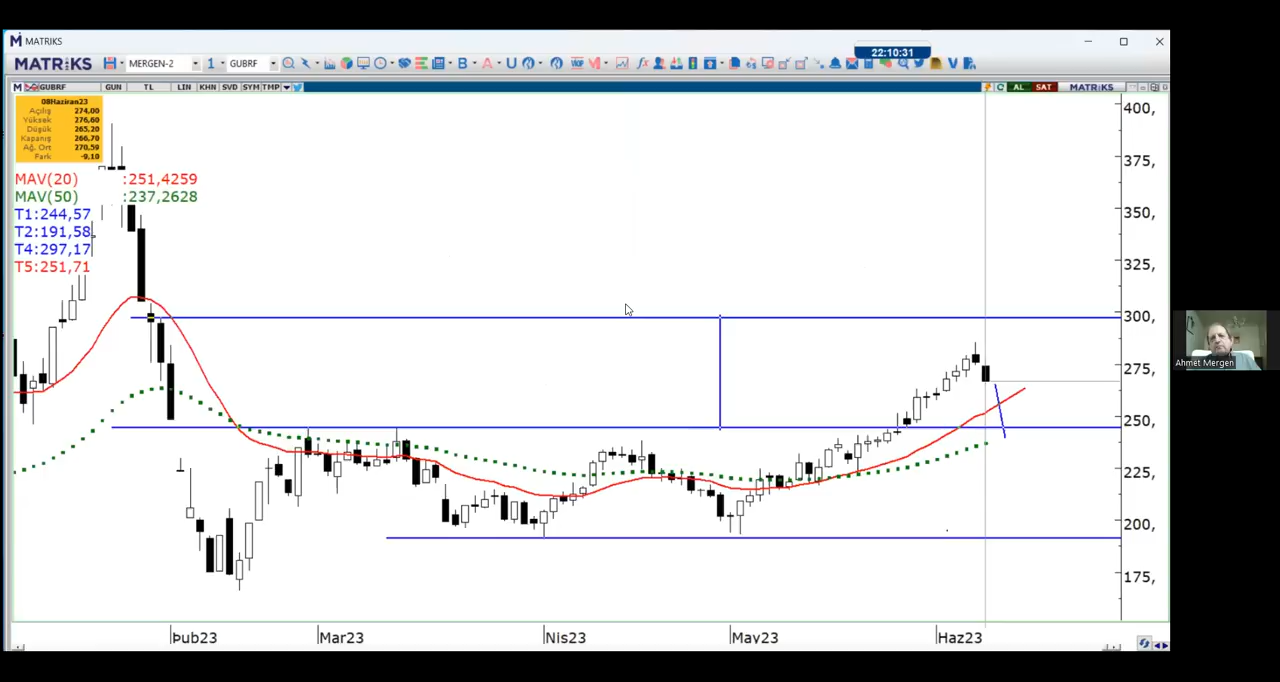 MATRIKS
22:10:31
MATRIKS MERGEN-2 1 GUBRF
GUBRF GUN TL LIN KHN SVD SYM TMP AL SAT MATRIKS
08Haziran23
Açılış 274,00
Yüksek 276,60
Düşük 265,20
Kapanış 266,70
Ağ. Ort 270,59
Fark -9,10
MAV(20) :251,4259
MAV(50) :237,2628
T1:244,57
T2:191,58
T4:297,17
T5:251,71
400,
375,
350,
325,
300,
275,
250,
225,
200,
175,
Þub23 Mar23 Nis23 May23 Haz23
Ahmet Mergen